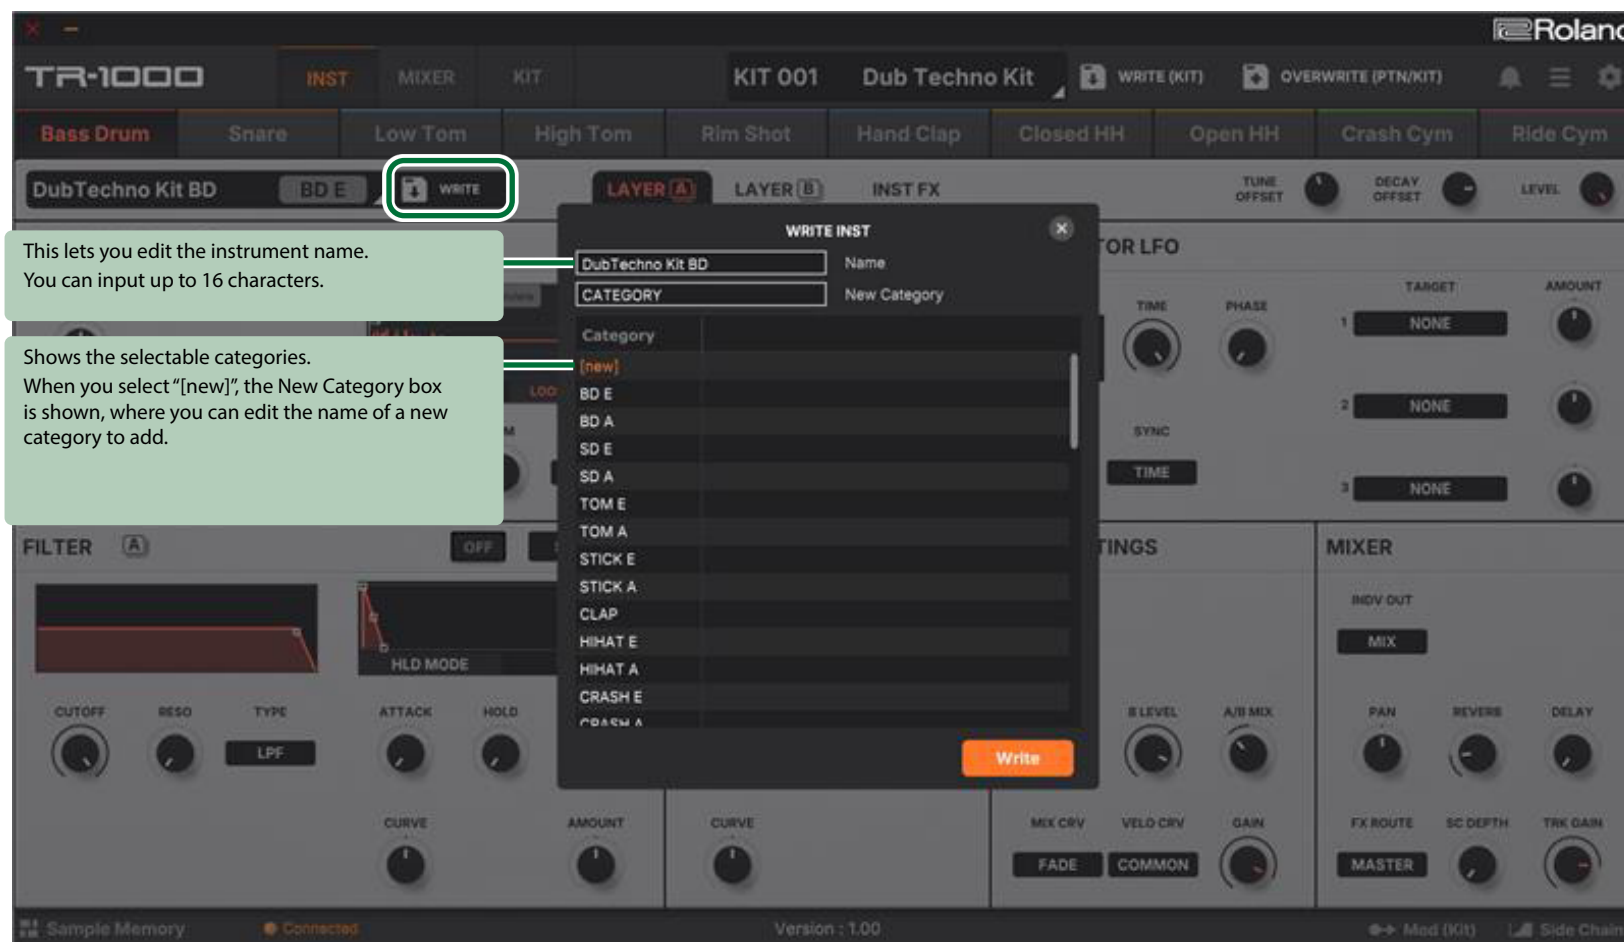 Roland
TR-1000 INST MIXER KIT KIT 001 Dub Techno Kit WRITE (KIT) OVERWRITE (PTN/KIT)
Bass Drum Snare Low Tom High Tom Rim Shot Hand Clap Closed HH Open HH Crash Cym Ride Cym
DubTechno Kit BD BD E WRITE LAYER A LAYER B INST FX TUNE OFFSET DECAY OFFSET LEVEL
This lets you edit the instrument name.
You can input up to 16 characters.
Shows the selectable categories.
When you select “[new]”, the New Category box
is shown, where you can edit the name of a new
category to add.
WRITE INST
DubTechno Kit BD Name
CATEGORY New Category
Category
[new]
BD E
BD A
SD E
SD A
TOM E
TOM A
STICK E
STICK A
CLAP
HIHAT E
HIHAT A
CRASH E
CRASH A
Write
TOR LFO
TIME PHASE TARGET AMOUNT
1 NONE
2 NONE
SYNC
TIME
3 NONE
FILTER A OFF TINGS MIXER
INDV OUT
MIX
HLD MODE
CUTOFF RESO TYPE ATTACK HOLD B LEVEL A/B MIX PAN REVERB DELAY
LPF
CURVE AMOUNT CURVE MIX CRV VELO CRV GAIN FX ROUTE SC DEPTH TRK GAIN
FADE COMMON MASTER
Sample Memory Connected Version : 1.00 Mod (Kit) Side Chain